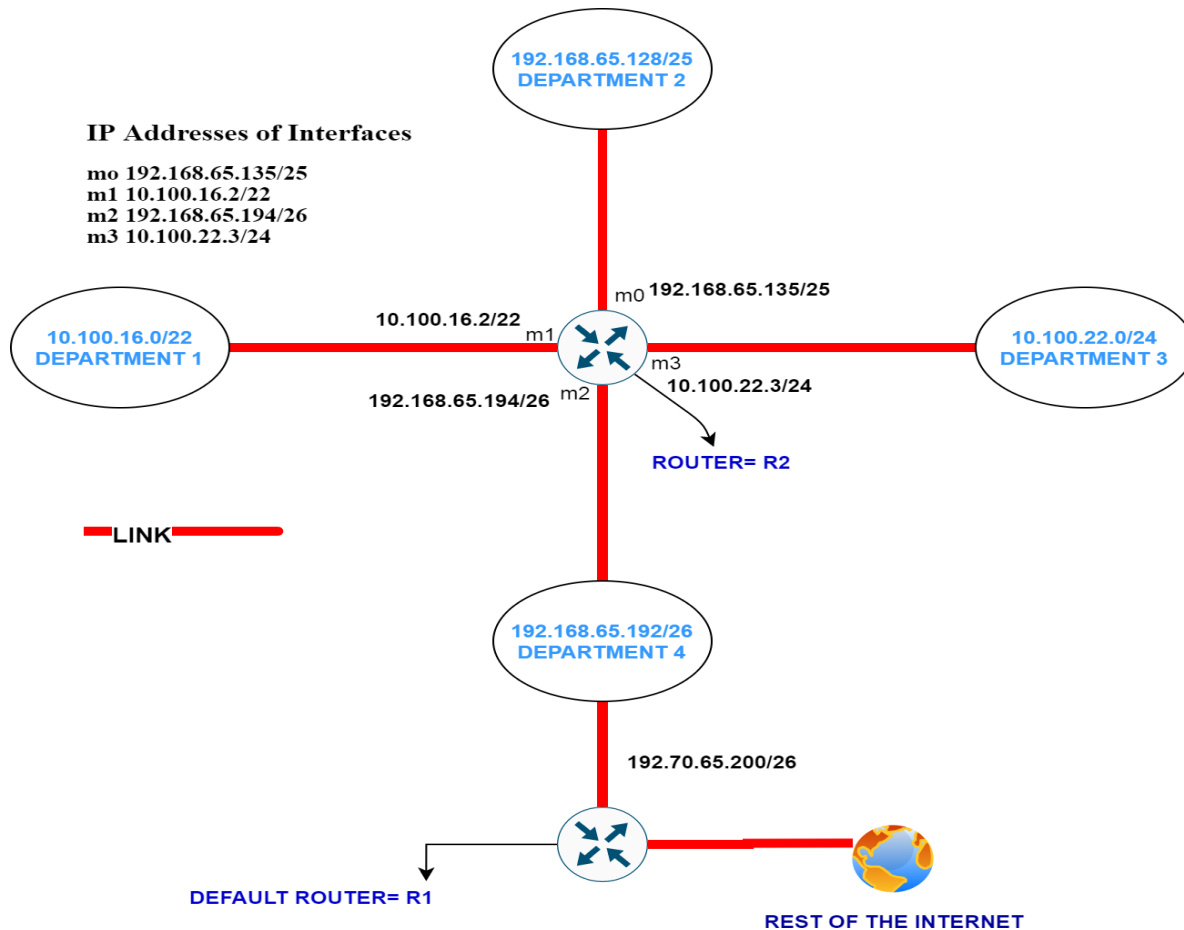 192.168.65.128/25
DEPARTMENT 2
IP Addresses of Interfaces
mo 192.168.65.135/25
m1 10.100.16.2/22
m2 192.168.65.194/26
m3 10.100.22.3/24
m0 192.168.65.135/25
10.100.16.2/22
m1
10.100.16.0/22
DEPARTMENT 1
10.100.22.0/24
DEPARTMENT 3
m3
10.100.22.3/24
192.168.65.194/26 m2
ROUTER= R2
LINK
192.168.65.192/26
DEPARTMENT 4
192.70.65.200/26
DEFAULT ROUTER= R1
REST OF THE INTERNET